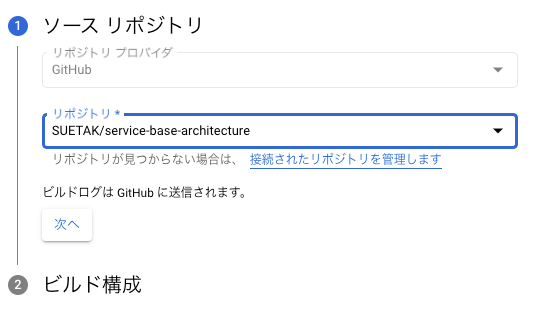 1 ソース リポジトリ
リポジトリ プロバイダ
GitHub
リポジトリ *
SUETAK/service-base-architecture
リポジトリが見つからない場合は、 接続されたリポジトリを管理します
ビルドログは GitHub に送信されます。
次へ
2 ビルド構成